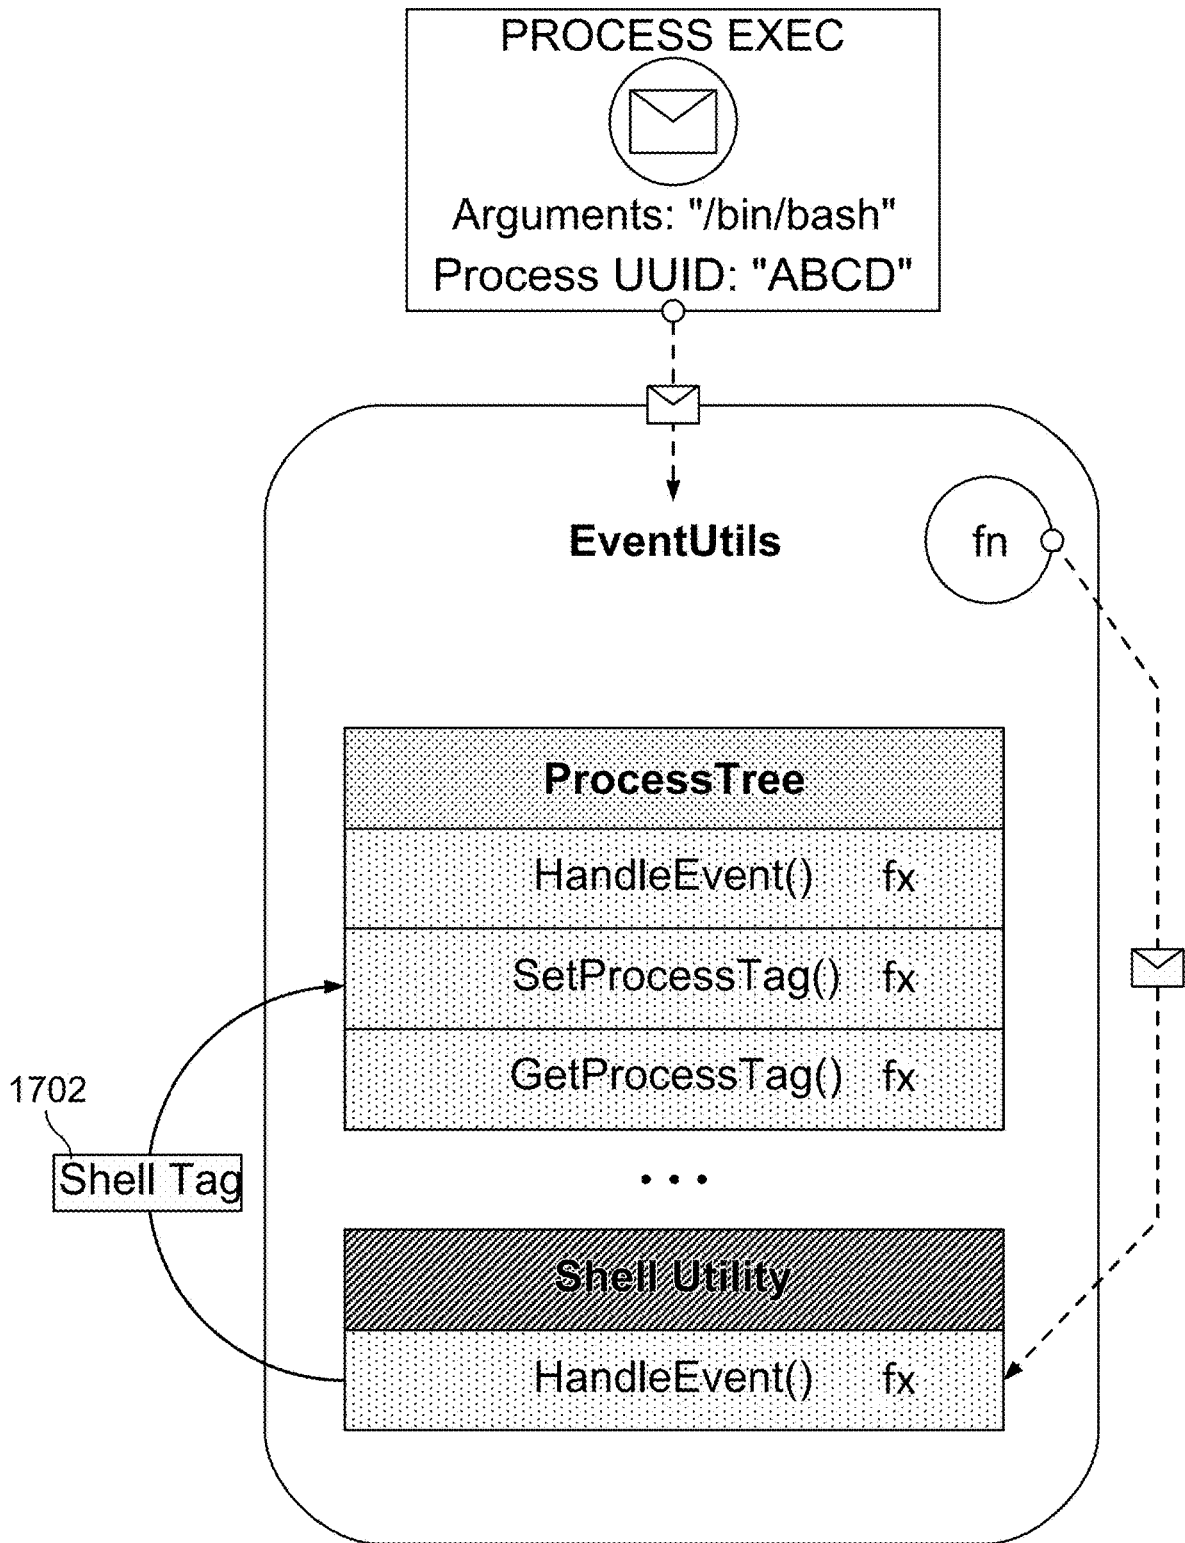 PROCESS EXEC
Arguments: "/bin/bash"
Process UUID: "ABCD"
EventUtils
fn
ProcessTree
HandleEvent() fx
SetProcessTag() fx
GetProcessTag() fx
1702
Shell Tag
• • •
Shell Utility
HandleEvent() fx